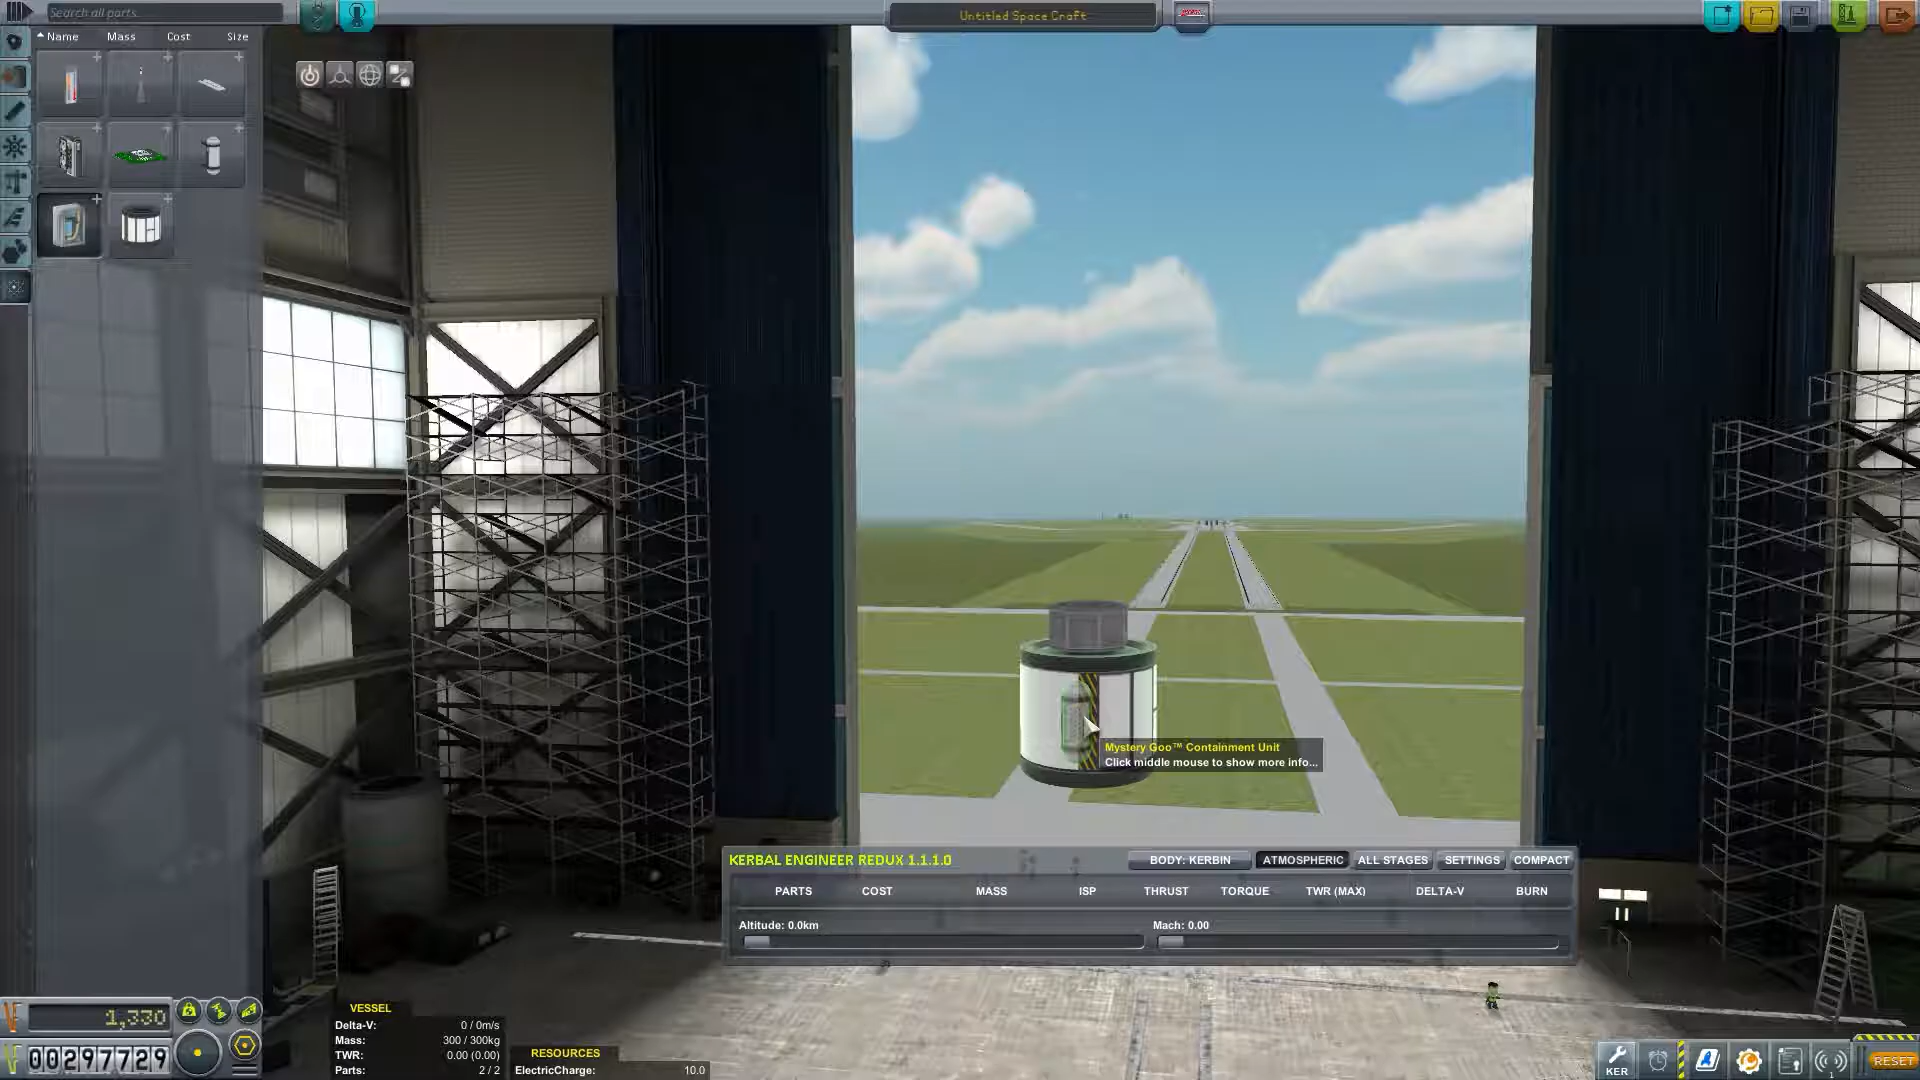 Search all parts.
Untitled Space Craft
Name Mass Cost Size
Mystery Goo™ Containment Unit
Click middle mouse to show more info...
KERBAL ENGINEER REDUX 1.1.1.0 BODY: KERBIN ATMOSPHERIC ALL STAGES SETTINGS COMPACT
PARTS COST MASS ISP THRUST TORQUE TWR (MAX) DELTA-V BURN
Altitude: 0.0km Mach: 0.00
1,330
00297729
VESSEL
Delta-V: 0 / 0m/s
Mass: 300 / 300kg
TWR: 0.00 (0.00)
Parts: 2 / 2
RESOURCES
ElectricCharge: 10.0
KER
1
RESET